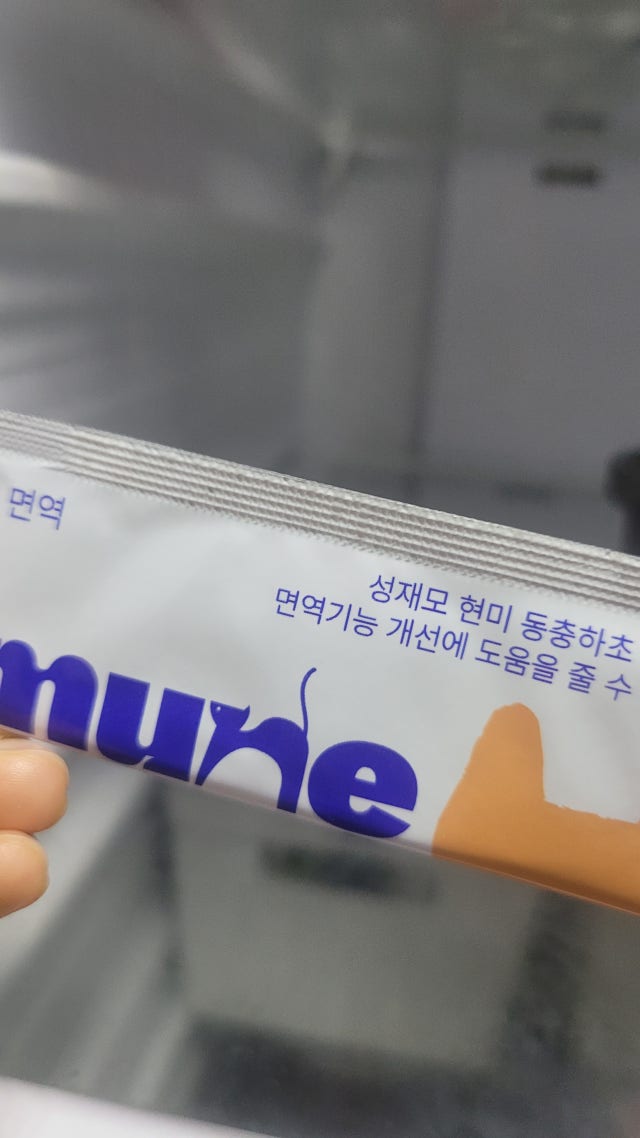 면역
성재모 현미 동충하초
면역기능 개선에 도움을 줄 수
mune